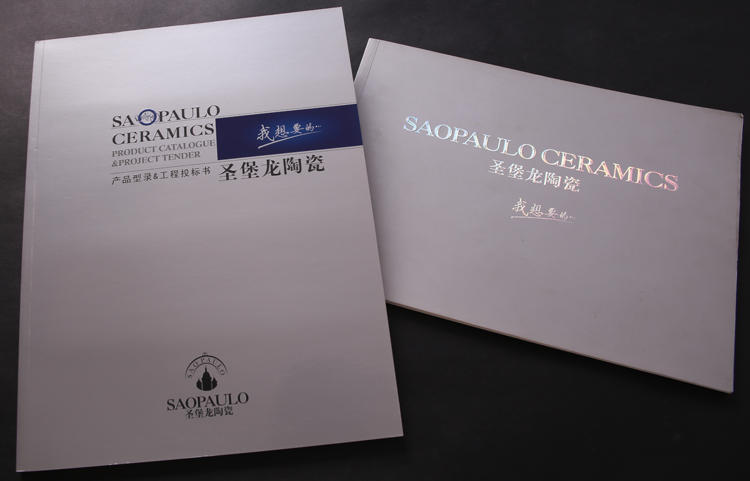 SAOPAULO
CERAMICS
PRODUCT CATALOGUE
&PROJECT TENDER
产品型录&工程投标书
我想要的...
圣堡龙陶瓷
SAOPAULO
SAOPAULO
圣堡龙陶瓷
SAOPAULO CERAMICS
圣堡龙陶瓷
我想要的...